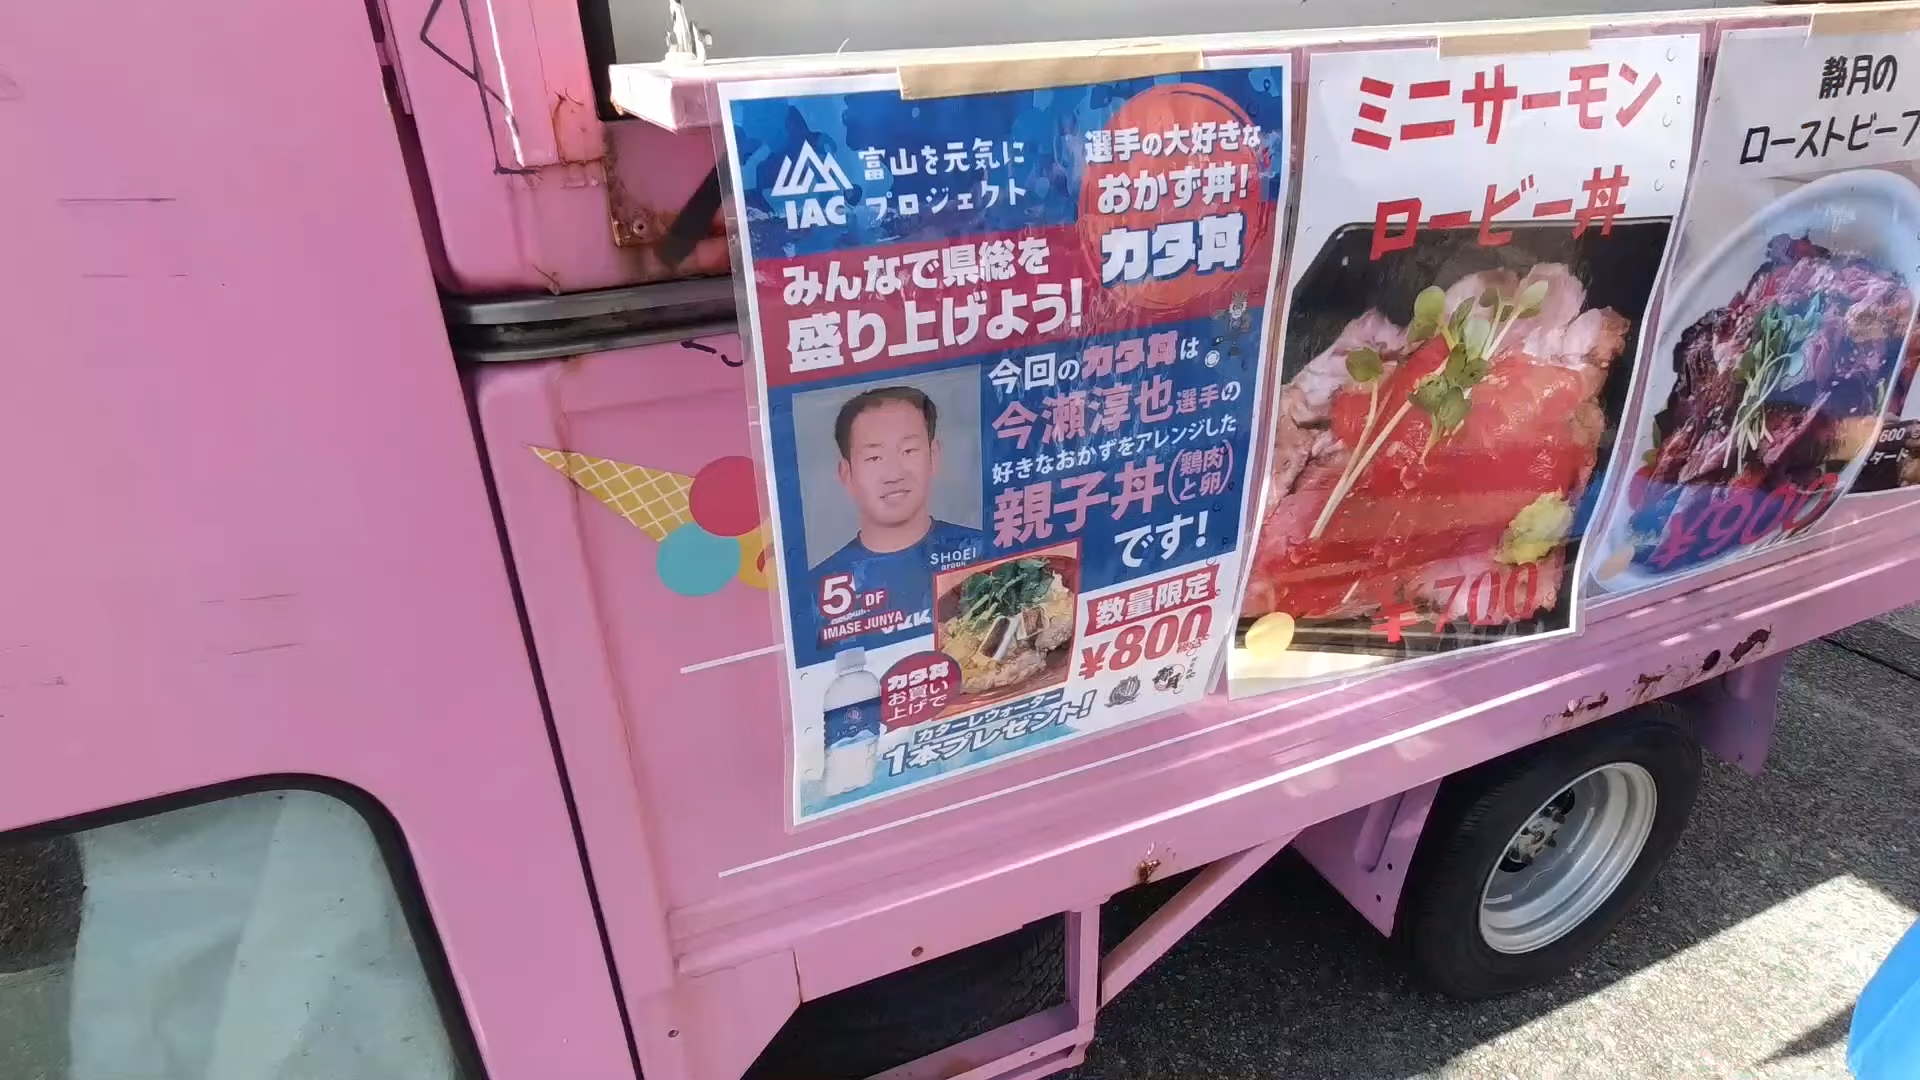 IAC
富山を元気に
プロジェクト
選手の大好きな
おかず丼!
カタ丼
みんなで県総を
盛り上げよう!
今回のカタ丼は
今瀬淳也選手の
好きなおかずをアレンジした
親子丼(鶏肉と卵)
です!
SHOEI
GROUP
5 DF
IMASE JUNYA
数量限定
¥800
カタ丼
お買い
上げで
カターレウォーター
1本プレゼント!
ミニサーモン
ロービー丼
¥700
静月の
ローストビーフ
¥900
600
タード